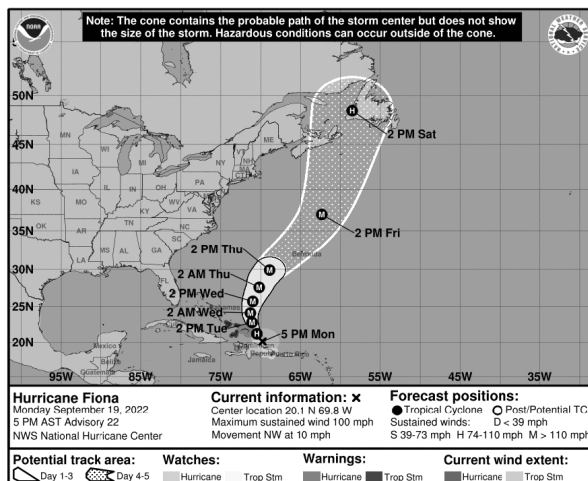 Note: The cone contains the probable path of the storm center but does not show
the size of the storm. Hazardous conditions can occur outside of the cone.
NOAA
50N
45N
40N
35N
30N
25N
20N
MN
WI
MI
IA
IL
IN
OH
PA
NY
VT
NH
MA
CT
ME
KS
MO
KY
WV
VA
OK
AR
TN
NC
SC
MS
AL
GA
LA
FL
H
2 PM Sat
M
2 PM Fri
2 PM Thu
M
Bermuda
2 AM Thu
M
2 PM Wed
M
2 AM Wed
M
2 PM Tue
M
H
5 PM Mon
Mexico
Belize
Guatemala
Jamaica
Puerto Rico
95W
85W
75W
65W
55W
45W
35W
Hurricane Fiona
Monday September 19, 2022
5 PM AST Advisory 22
NWS National Hurricane Center
Current information: ×
Center location 20.1 N 69.8 W
Maximum sustained wind 100 mph
Movement NW at 10 mph
Forecast positions:
Tropical Cyclone Post/Potential TC
Sustained winds: D < 39 mph
S 39-73 mph H 74-110 mph M > 110 mph
Potential track area:
Day 1-3 Day 4-5
Watches:
Hurricane Trop Stm
Warnings:
Hurricane Trop Stm
Current wind extent:
Hurricane Trop Stm